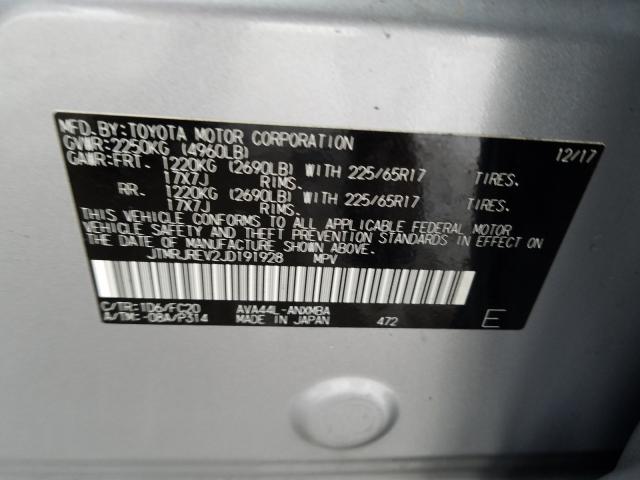 MFD. BY: TOYOTA MOTOR CORPORATION 12/17
GVWR: 2250KG (4960LB)
GAWR: FRT. 1220KG (2690LB) WITH 225/65R17 TIRES.
17X7J RIMS.
RR. 1220KG (2690LB) WITH 225/65R17 TIRES.
17X7J RIMS.
THIS VEHICLE CONFORMS TO ALL APPLICABLE FEDERAL MOTOR
VEHICLE SAFETY AND THEFT PREVENTION STANDARDS IN EFFECT ON
THE DATE OF MANUFACTURE SHOWN ABOVE.
JTMRJREV2JD191928 MPV
C/TR: 1D6/FC20 AVA44L-ANXMBA
A/TM: -08A/P314 MADE IN JAPAN 472 E